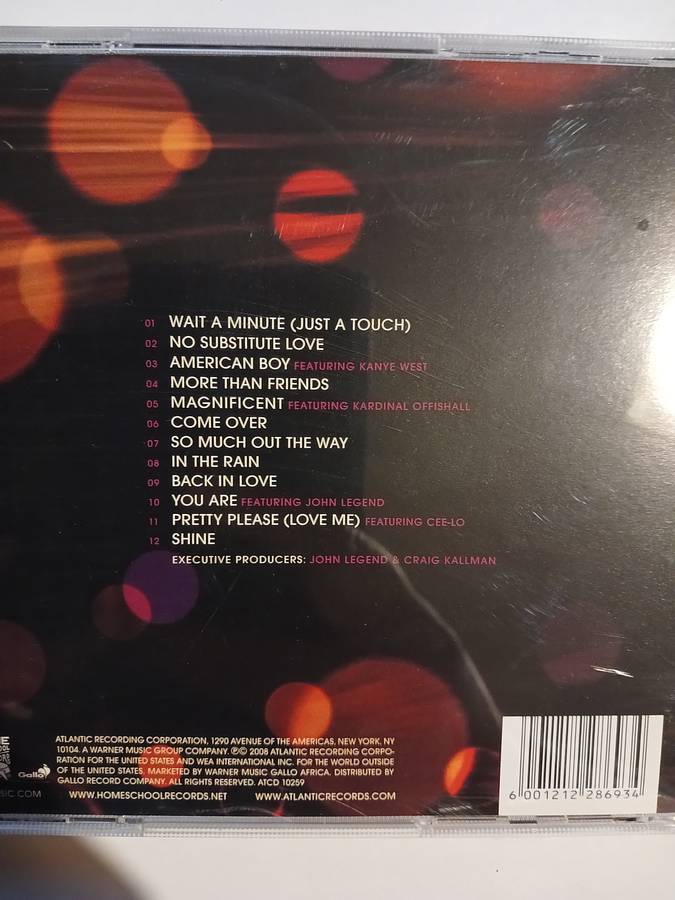 01 WAIT A MINUTE (JUST A TOUCH)
02 NO SUBSTITUTE LOVE
03 AMERICAN BOY FEATURING KANYE WEST
04 MORE THAN FRIENDS
05 MAGNIFICENT FEATURING KARDINAL OFFISHALL
06 COME OVER
07 SO MUCH OUT THE WAY
08 IN THE RAIN
09 BACK IN LOVE
10 YOU ARE FEATURING JOHN LEGEND
11 PRETTY PLEASE (LOVE ME) FEATURING CEE-LO
12 SHINE
EXECUTIVE PRODUCERS: JOHN LEGEND & CRAIG KALLMAN
Gallo
ATLANTIC RECORDING CORPORATION, 1290 AVENUE OF THE AMERICAS, NEW YORK, NY
10104. A WARNER MUSIC GROUP COMPANY. ℗© 2008 ATLANTIC RECORDING CORPO-
RATION FOR THE UNITED STATES AND WEA INTERNATIONAL INC. FOR THE WORLD OUTSIDE
OF THE UNITED STATES. MARKETED BY WARNER MUSIC GALLO AFRICA. DISTRIBUTED BY
GALLO RECORD COMPANY. ALL RIGHTS RESERVED. ATCD 10259
SIC.COM WWW.HOMESCHOOLRECORDS.NET WWW.ATLANTICRECORDS.COM
6 001212 286934